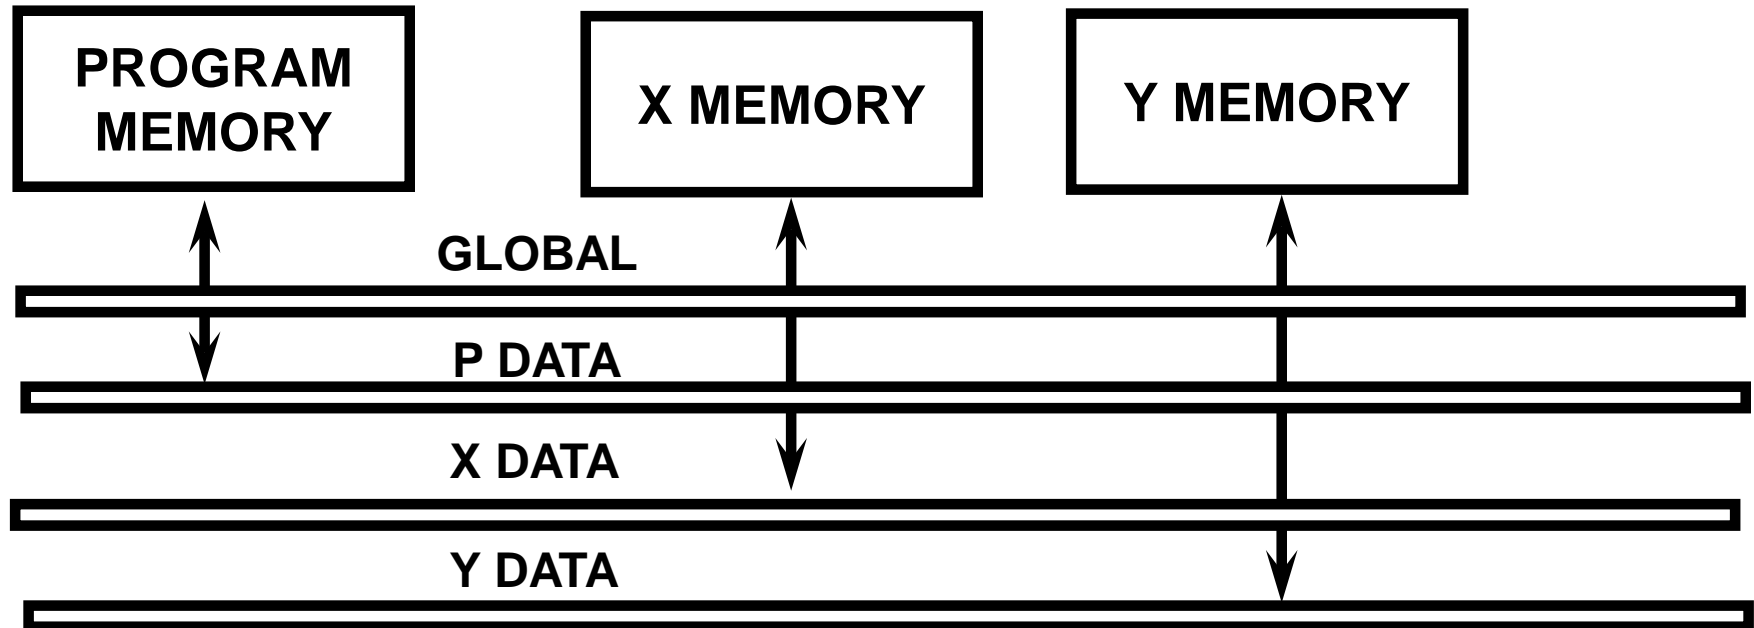 PROGRAM
MEMORY
X MEMORY
Y MEMORY
GLOBAL
P DATA
X DATA
Y DATA